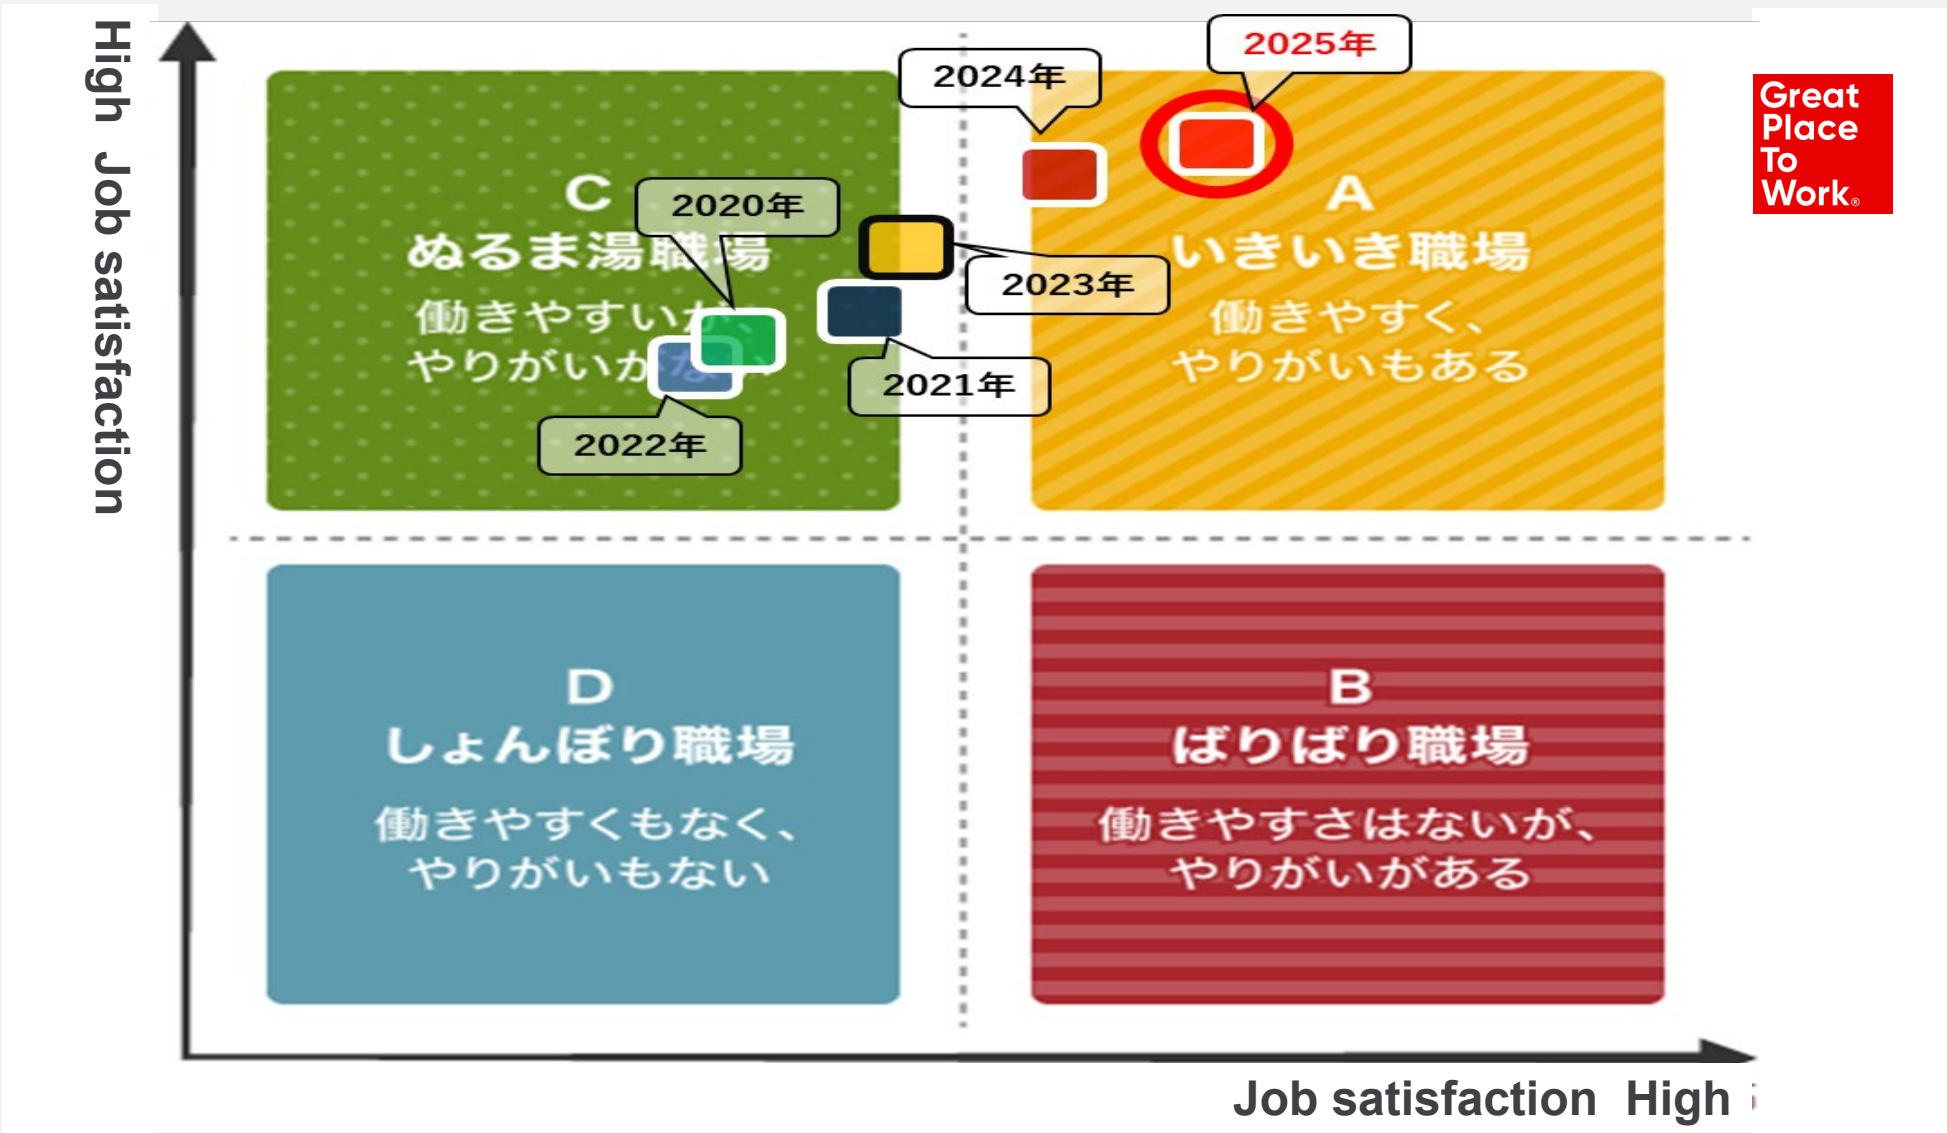 High Job satisfaction
2024年
2025年
Great
Place
To
Work®
C
ぬるま湯職場
働きやすいが、
やりがいがない
2020年
2023年
2021年
2022年
A
いきいき職場
働きやすく、
やりがいもある
D
しょんぼり職場
働きやすくもなく、
やりがいもない
B
ばりばり職場
働きやすさはないが、
やりがいがある
Job satisfaction High